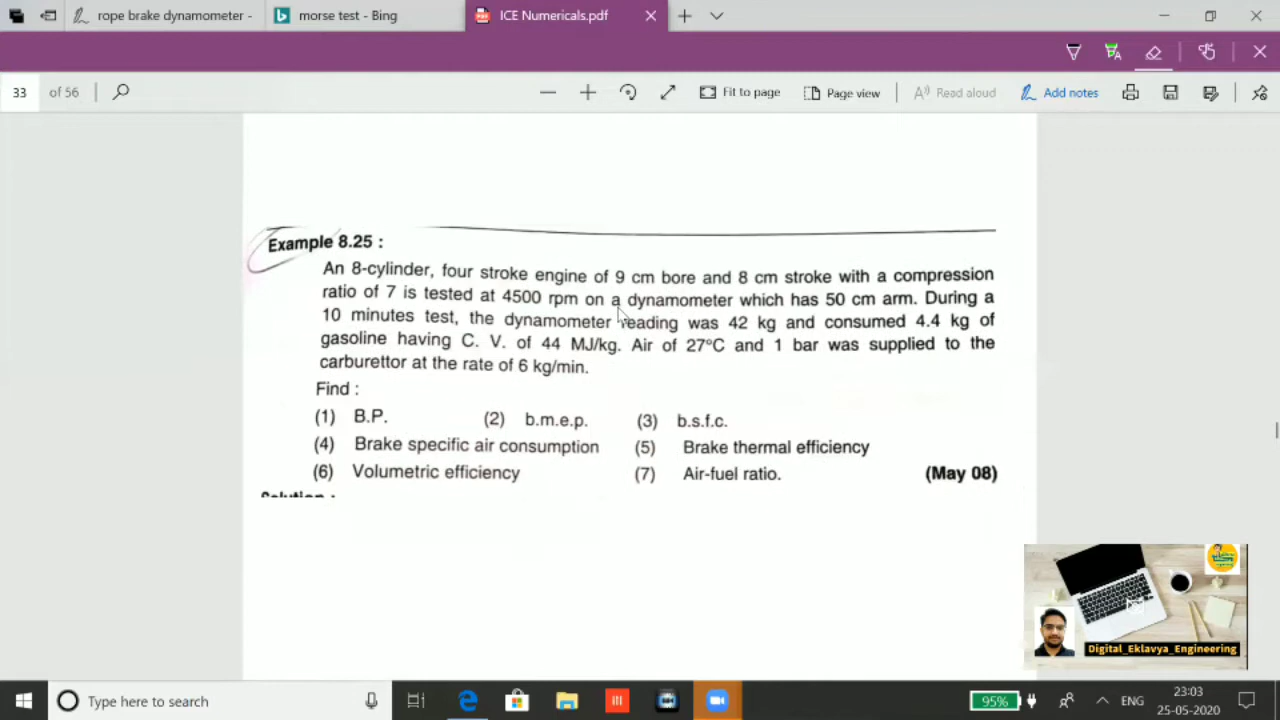 rope brake dynamometer -
morse test - Bing
ICE Numericals.pdf
33 of 56
Fit to page
Page view
Read aloud
Add notes
Example 8.25 :
An 8-cylinder, four stroke engine of 9 cm bore and 8 cm stroke with a compression
ratio of 7 is tested at 4500 rpm on a dynamometer which has 50 cm arm. During a
10 minutes test, the dynamometer reading was 42 kg and consumed 4.4 kg of
gasoline having C. V. of 44 MJ/kg. Air of 27°C and 1 bar was supplied to the
carburettor at the rate of 6 kg/min.
Find :
(1) B.P. (2) b.m.e.p. (3) b.s.f.c.
(4) Brake specific air consumption (5) Brake thermal efficiency
(6) Volumetric efficiency (7) Air-fuel ratio. (May 08)
Solution :
Digital_Eklavya_Engineering
Type here to search
95%
ENG
23:03
25-05-2020